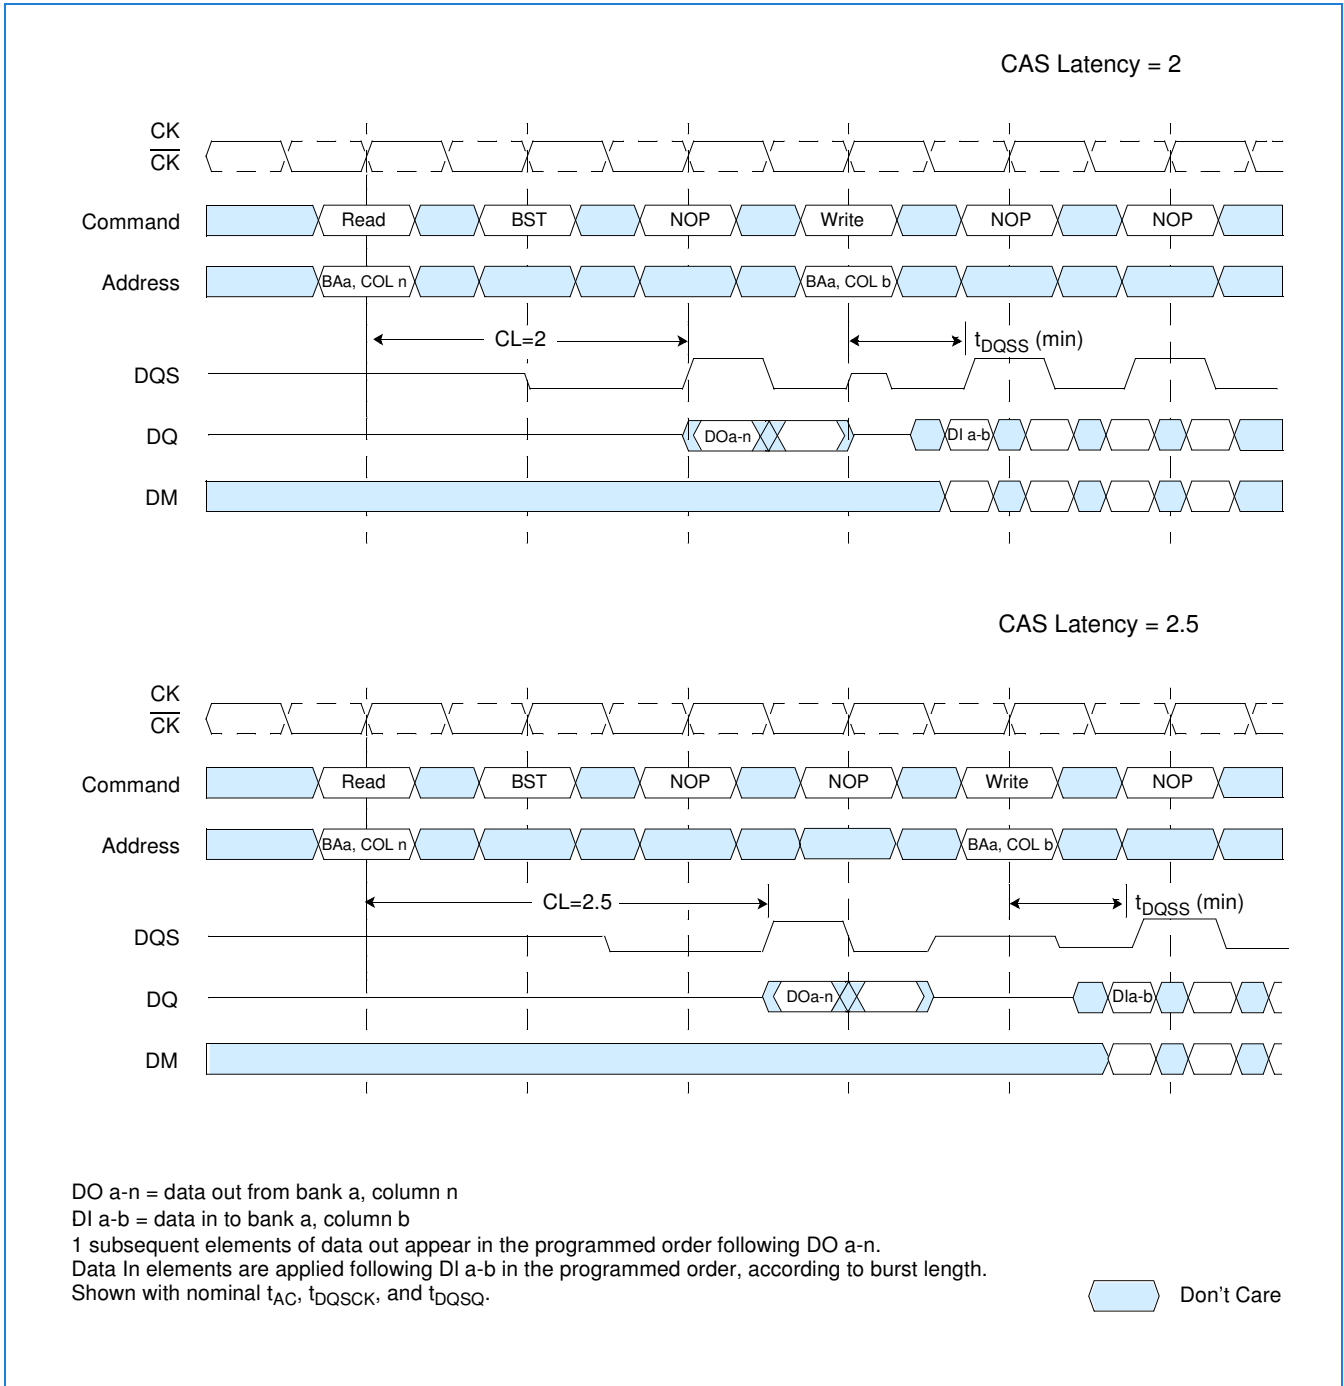 CAS Latency = 2
CK
CK
Command Read BST NOP Write NOP NOP
Address BAa, COL n BAa, COL b
CL=2 tDQSS (min)
DQS
DQ DOa-n DI a-b
DM
CAS Latency = 2.5
CK
CK
Command Read BST NOP NOP Write NOP
Address BAa, COL n BAa, COL b
CL=2.5 tDQSS (min)
DQS
DQ DOa-n DIa-b
DM
DO a-n = data out from bank a, column n
DI a-b = data in to bank a, column b
1 subsequent elements of data out appear in the programmed order following DO a-n.
Data In elements are applied following DI a-b in the programmed order, according to burst length.
Shown with nominal tAC, tDQSCK, and tDQSQ.
Don't Care